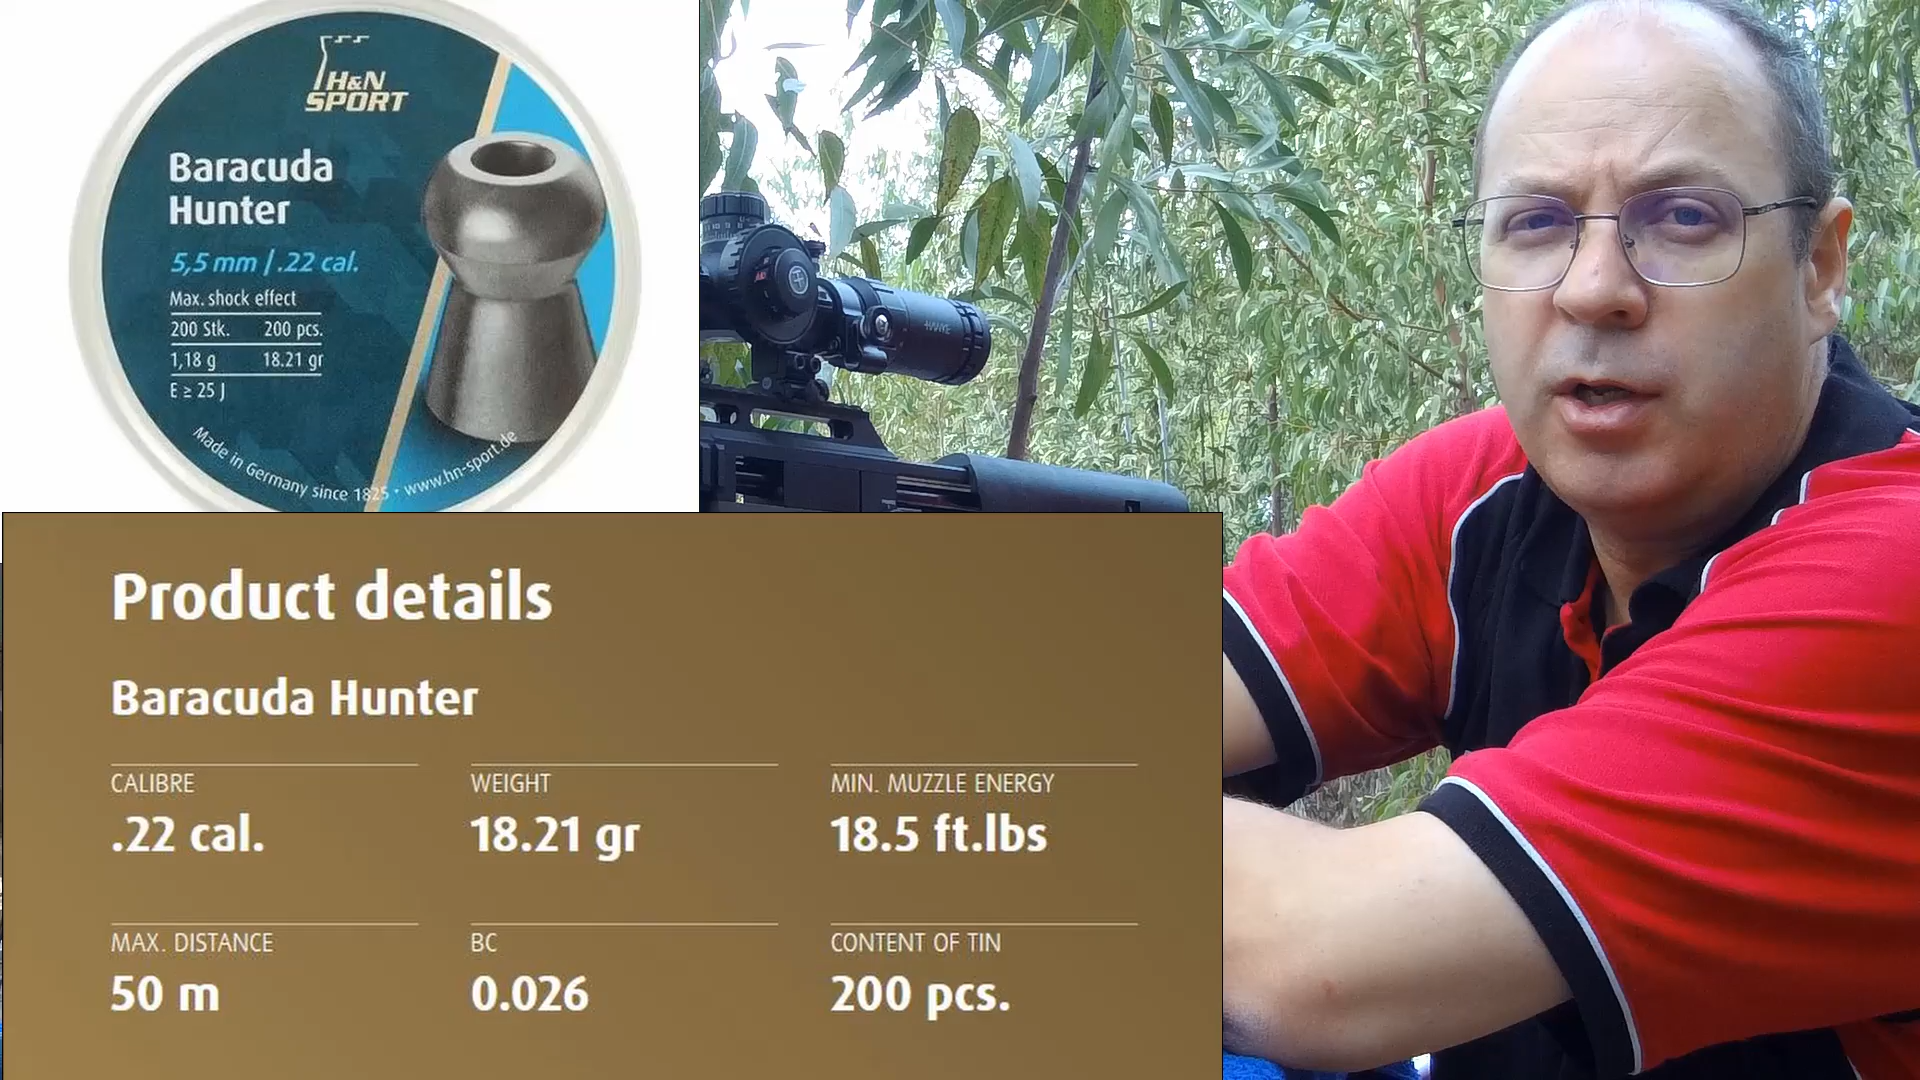 H&N
SPORT
Baracuda
Hunter
5,5 mm | .22 cal.
Max. shock effect
200 Stk. 200 pcs.
1,18 g 18.21 gr
E ≥ 25 J
Made in Germany since 1825 • www.hn-sport.de
HAWKE
Product details
Baracuda Hunter
CALIBRE WEIGHT MIN. MUZZLE ENERGY
.22 cal. 18.21 gr 18.5 ft.lbs
MAX. DISTANCE BC CONTENT OF TIN
50 m 0.026 200 pcs.